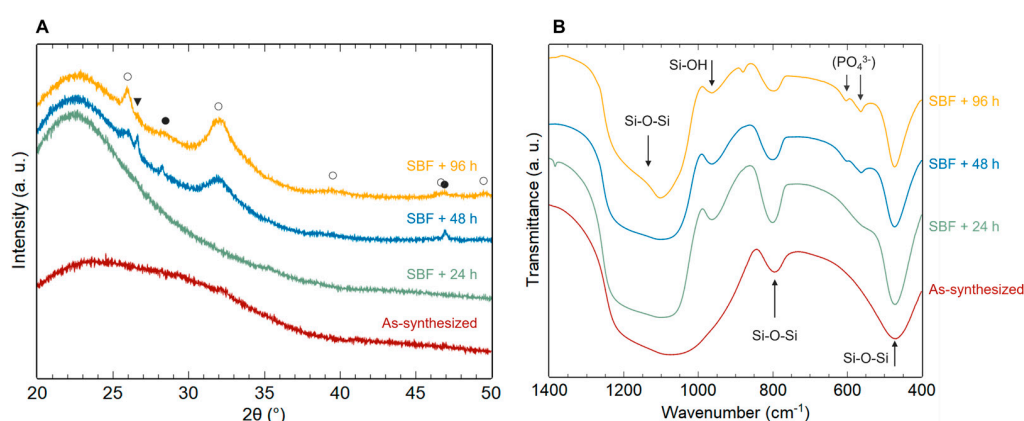 A
Intensity (a. u.)
SBF + 96 h
SBF + 48 h
SBF + 24 h
As-synthesized
20 25 30 35 40 45 50
2θ (°)
B
Transmittance (a. u.)
Si-OH
(PO₄³⁻)
Si-O-Si
SBF + 96 h
SBF + 48 h
SBF + 24 h
As-synthesized
Si-O-Si
Si-O-Si
1400 1200 1000 800 600 400
Wavenumber (cm⁻¹)